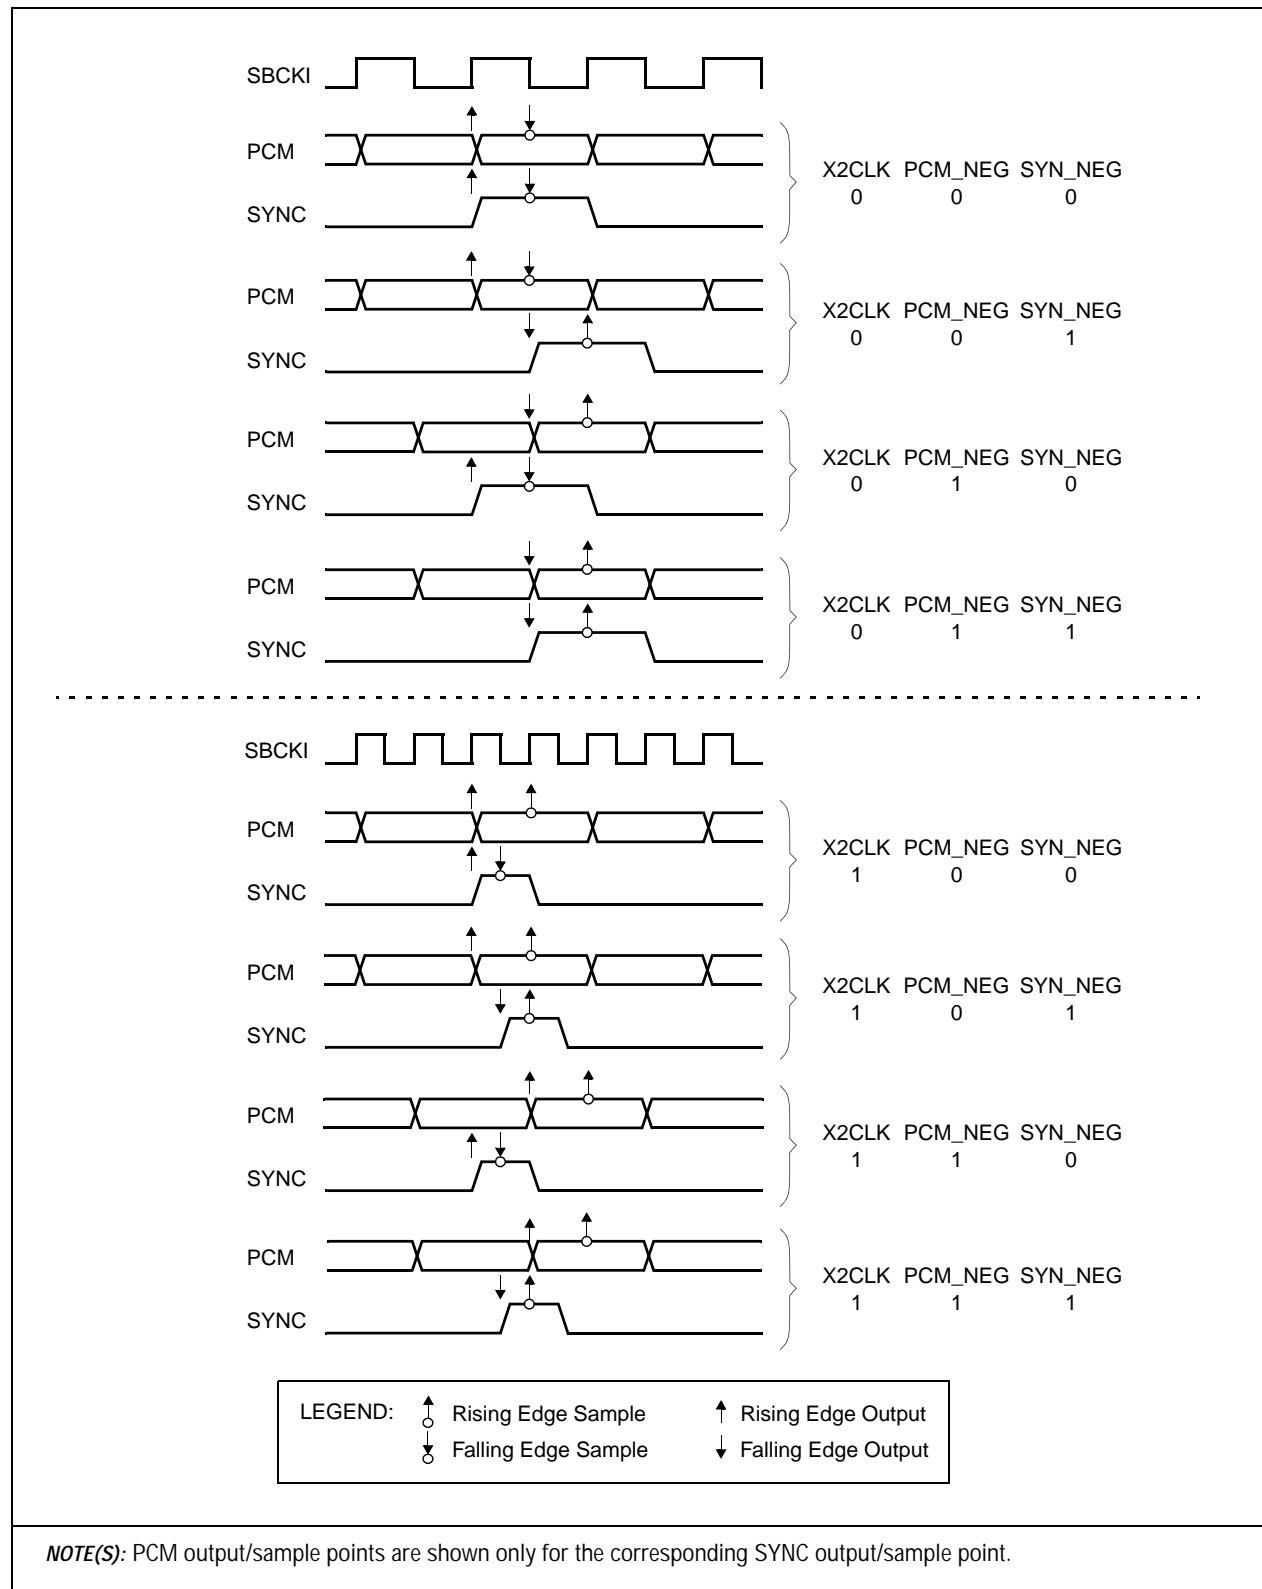 SBCKI
PCM
X2CLK PCM_NEG SYN_NEG
0 0 0
SYNC
PCM
X2CLK PCM_NEG SYN_NEG
0 0 1
SYNC
PCM
X2CLK PCM_NEG SYN_NEG
0 1 0
SYNC
PCM
X2CLK PCM_NEG SYN_NEG
0 1 1
SYNC
SBCKI
PCM
X2CLK PCM_NEG SYN_NEG
1 0 0
SYNC
PCM
X2CLK PCM_NEG SYN_NEG
1 0 1
SYNC
PCM
X2CLK PCM_NEG SYN_NEG
1 1 0
SYNC
PCM
X2CLK PCM_NEG SYN_NEG
1 1 1
SYNC
LEGEND: Rising Edge Sample Rising Edge Output
Falling Edge Sample Falling Edge Output
NOTE(S): PCM output/sample points are shown only for the corresponding SYNC output/sample point.